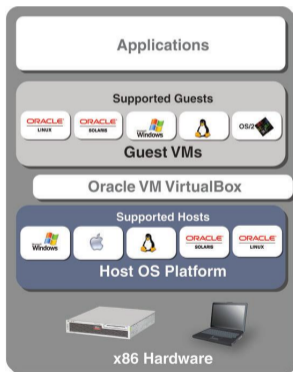 Applications
Supported Guests
ORACLE ORACLE
LINUX SOLARIS Windows OS/2
Guest VMs
Oracle VM VirtualBox
Supported Hosts
ORACLE ORACLE
Windows SOLARIS LINUX
Host OS Platform
x86 Hardware